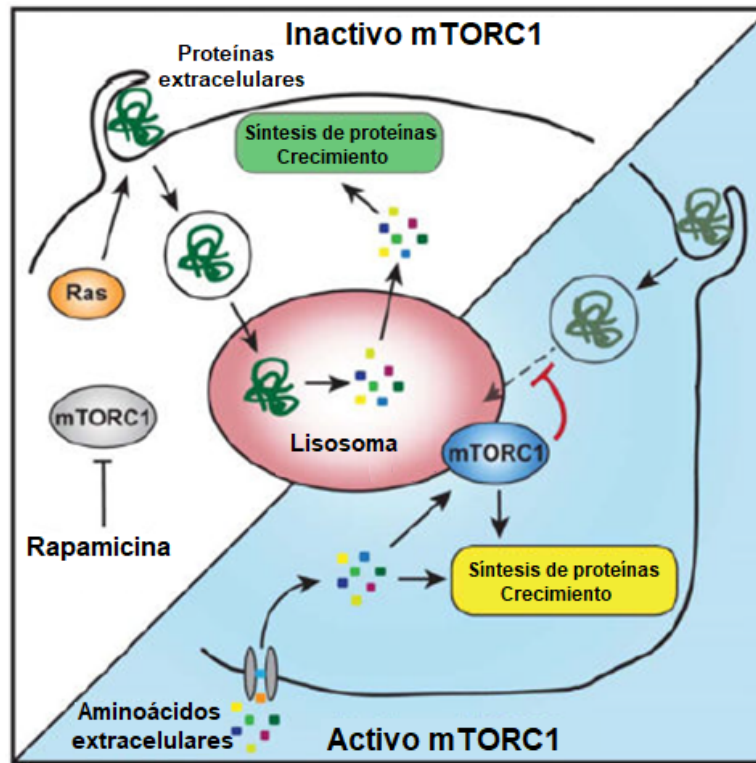 Inactivo mTORC1
Proteínas
extracelulares
Síntesis de proteínas
Crecimiento
Ras
mTORC1
Lisosoma
mTORC1
Rapamicina
Síntesis de proteínas
Crecimiento
Aminoácidos
extracelulares
Activo mTORC1